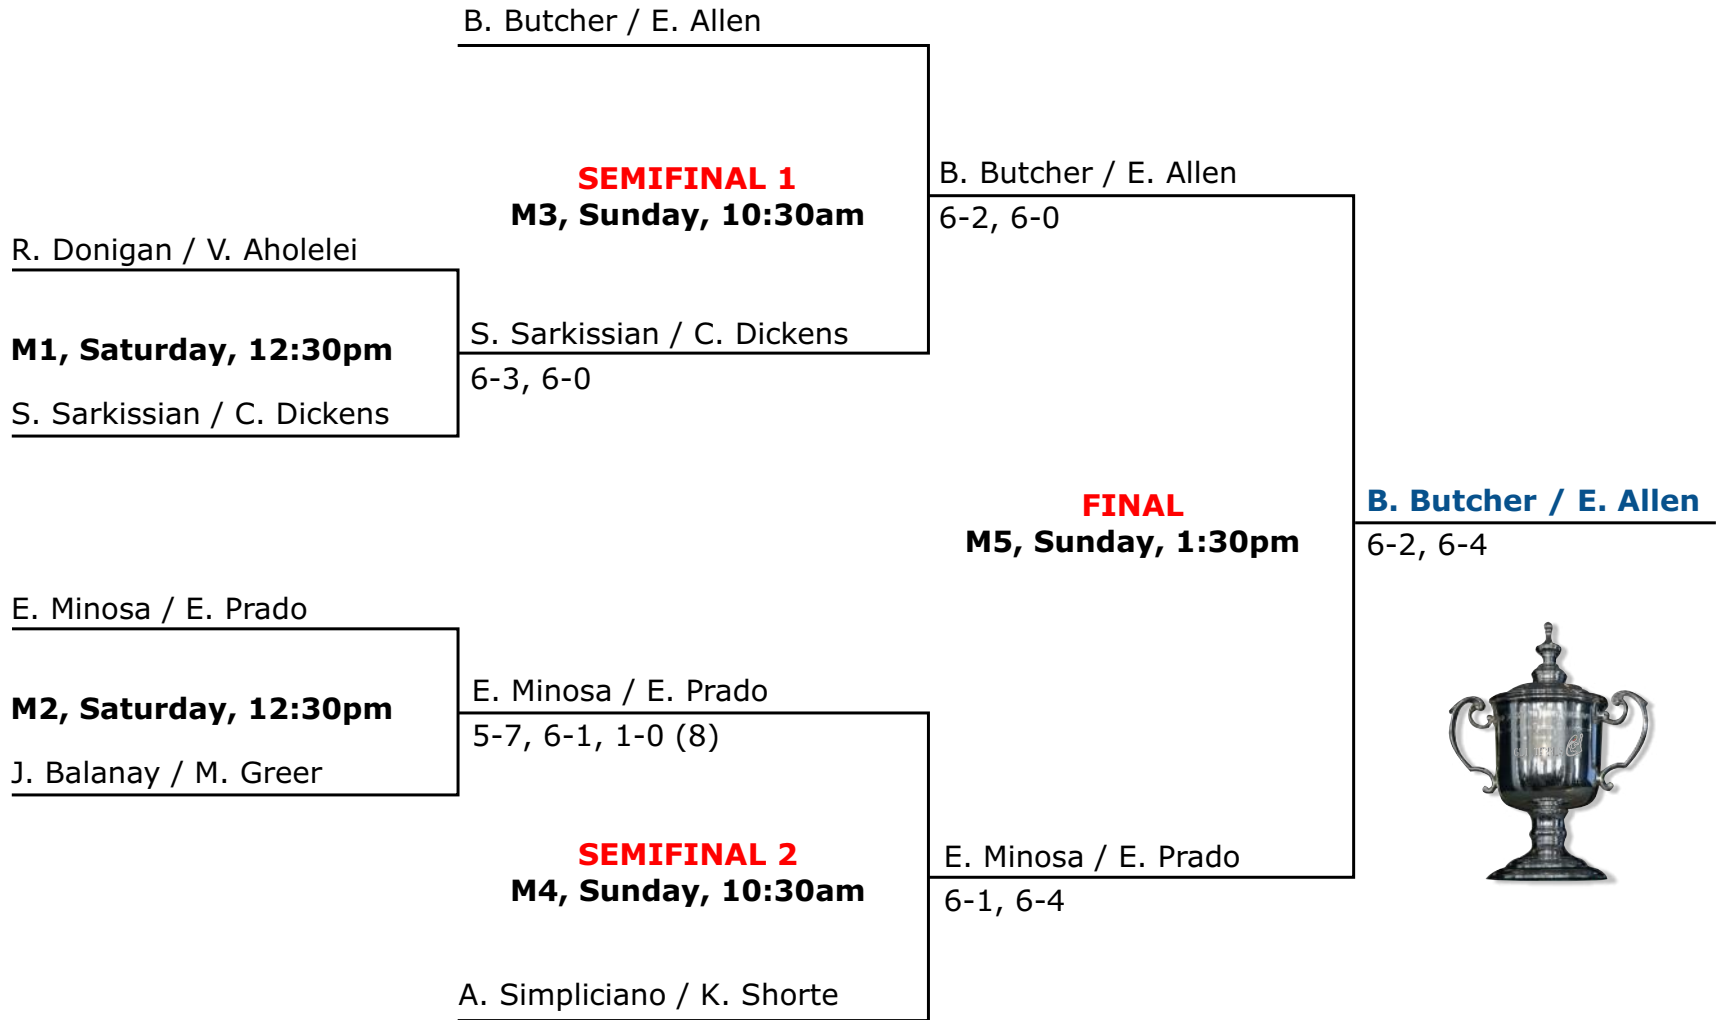 B. Butcher / E. Allen
SEMIFINAL 1
M3, Sunday, 10:30am
B. Butcher / E. Allen
6-2, 6-0
R. Donigan / V. Aholelei
M1, Saturday, 12:30pm
S. Sarkissian / C. Dickens
S. Sarkissian / C. Dickens
6-3, 6-0
FINAL
M5, Sunday, 1:30pm
B. Butcher / E. Allen
6-2, 6-4
E. Minosa / E. Prado
M2, Saturday, 12:30pm
J. Balanay / M. Greer
E. Minosa / E. Prado
5-7, 6-1, 1-0 (8)
SEMIFINAL 2
M4, Sunday, 10:30am
E. Minosa / E. Prado
6-1, 6-4
A. Simpliciano / K. Shorte